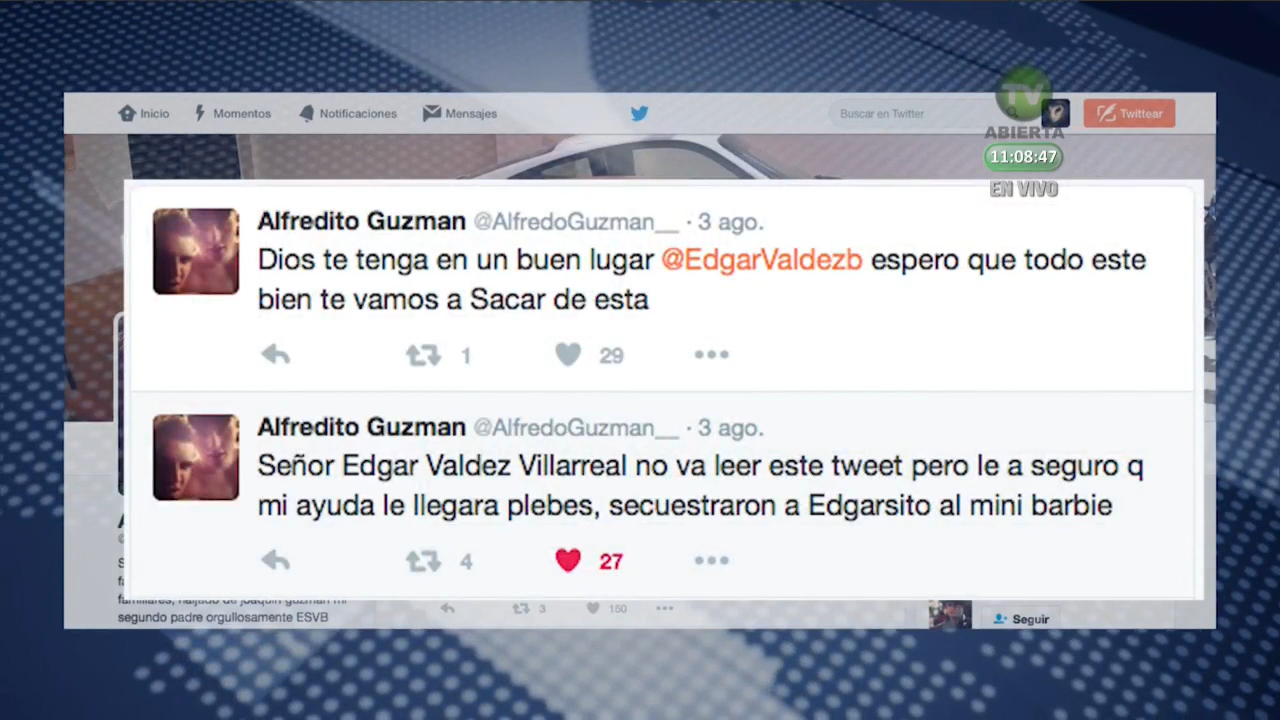 Inicio Momentos Notificaciones Mensajes Buscar en Twitter Twittear
TV
ABIERTA
11:08:47
EN VIVO
Alfredito Guzman @AlfredoGuzman__ · 3 ago.
Dios te tenga en un buen lugar @EdgarValdezb espero que todo este
bien te vamos a Sacar de esta
1 29
Alfredito Guzman @AlfredoGuzman__ · 3 ago.
Señor Edgar Valdez Villarreal no va leer este tweet pero le a seguro q
mi ayuda le llegara plebes, secuestraron a Edgarsito al mini barbie
4 27
familiares, hijado de joaquin guzman mi
segundo padre orgullosamente ESVB
3 150
Seguir